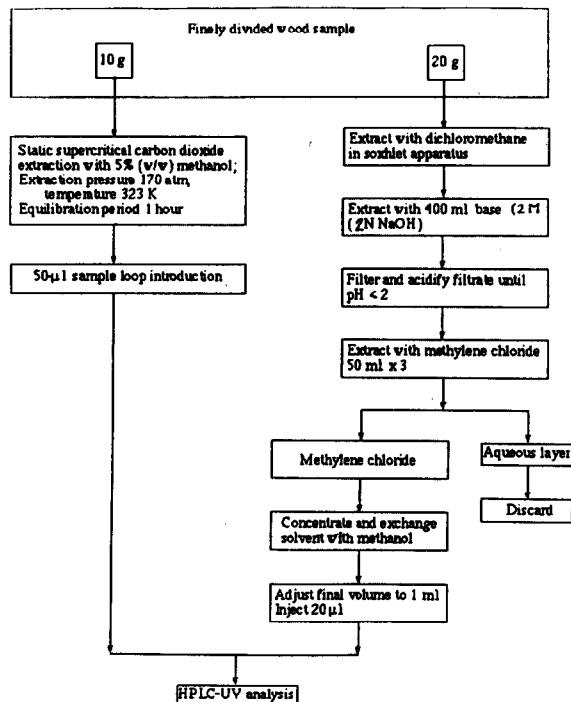 Finely divided wood sample
10 g
20 g
Static supercritical carbon dioxide
extraction with 5% (v/v) methanol;
Extraction pressure 170 atm,
temperature 323 K
Equilibration period 1 hour
50-µl sample loop introduction
Extract with dichloromethane
in soxhlet apparatus
Extract with 400 ml base (2 M
(2N NaOH)
Filter and acidify filtrate until
pH < 2
Extract with methylene chloride
50 ml x 3
Methylene chloride
Aqueous layer
Discard
Concentrate and exchange
solvent with methanol
Adjust final volume to 1 ml
Inject 20 µl
HPLC-UV analysis